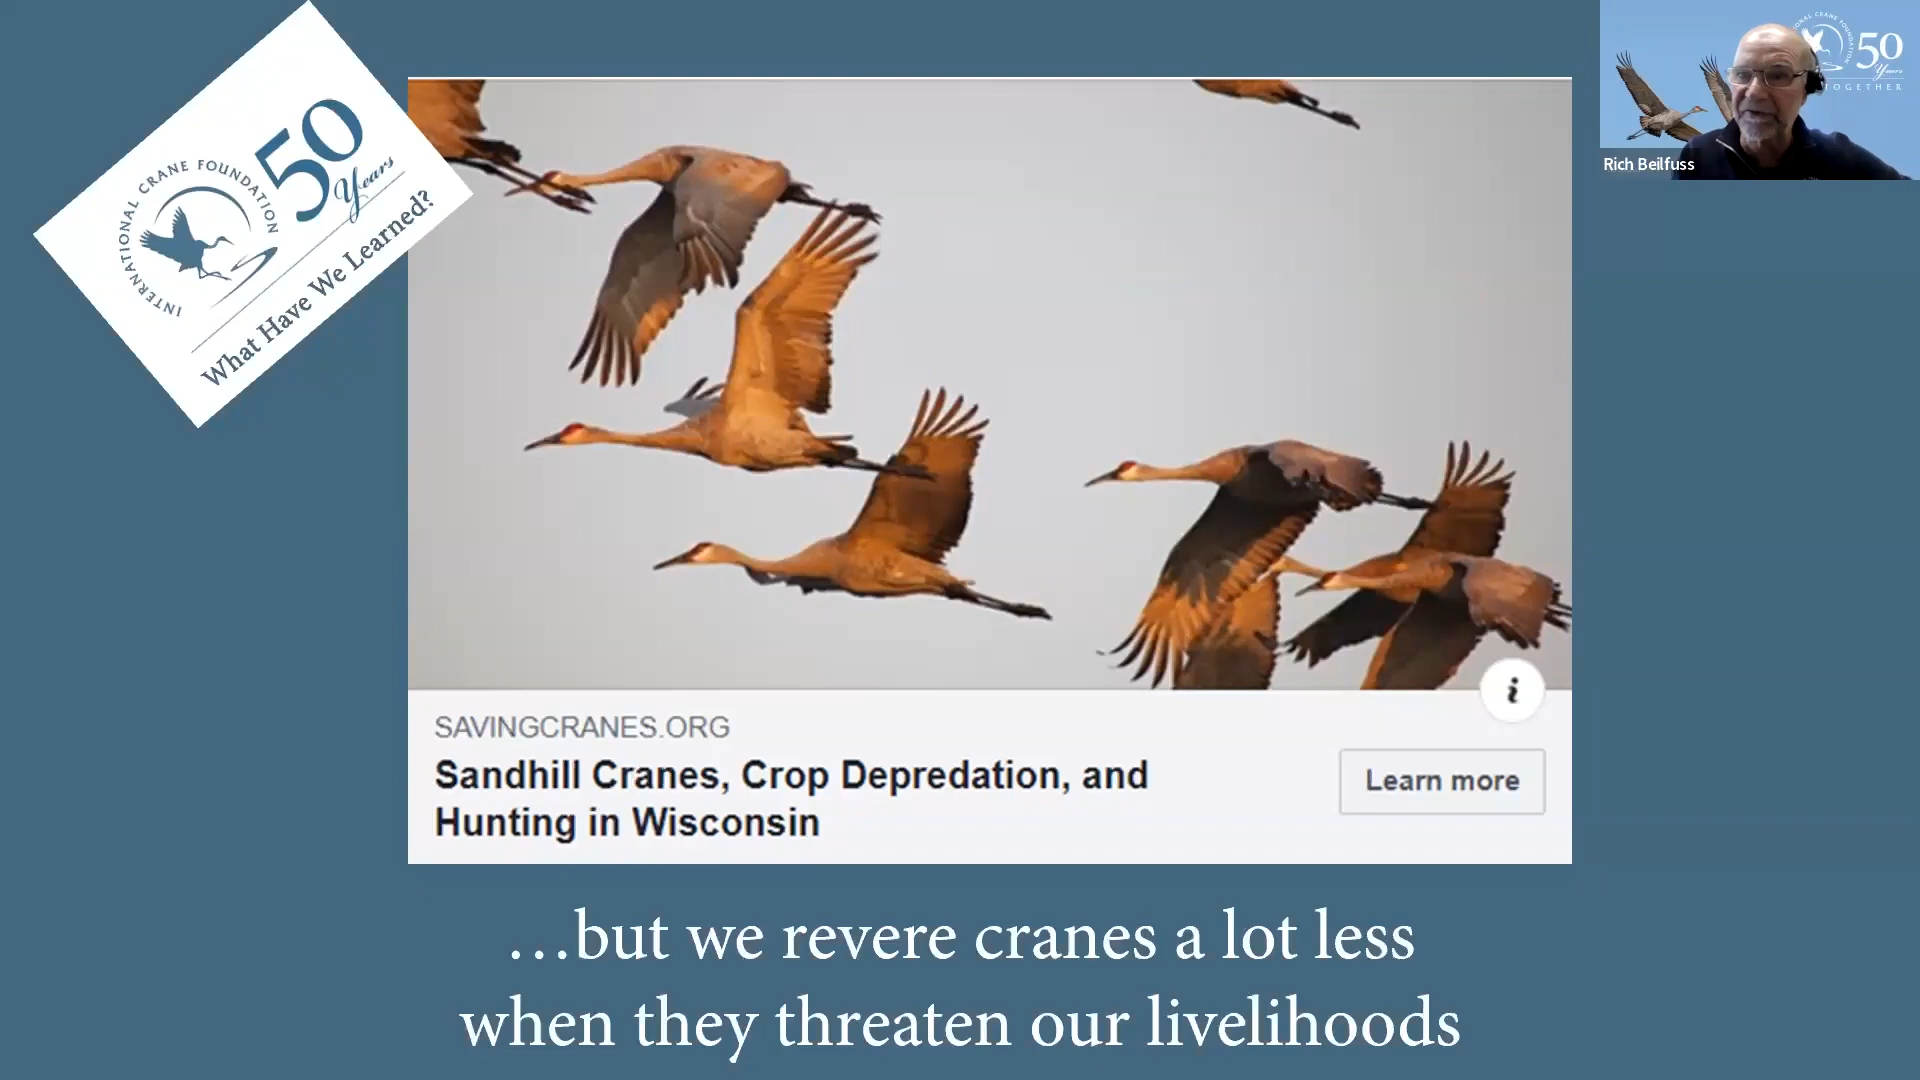 INTERNATIONAL CRANE FOUNDATION
50
Years
What Have We Learned?
50
Years
TOGETHER
Rich Beilfuss
i
SAVINGCRANES.ORG
Sandhill Cranes, Crop Depredation, and
Hunting in Wisconsin
Learn more
…but we revere cranes a lot less
when they threaten our livelihoods